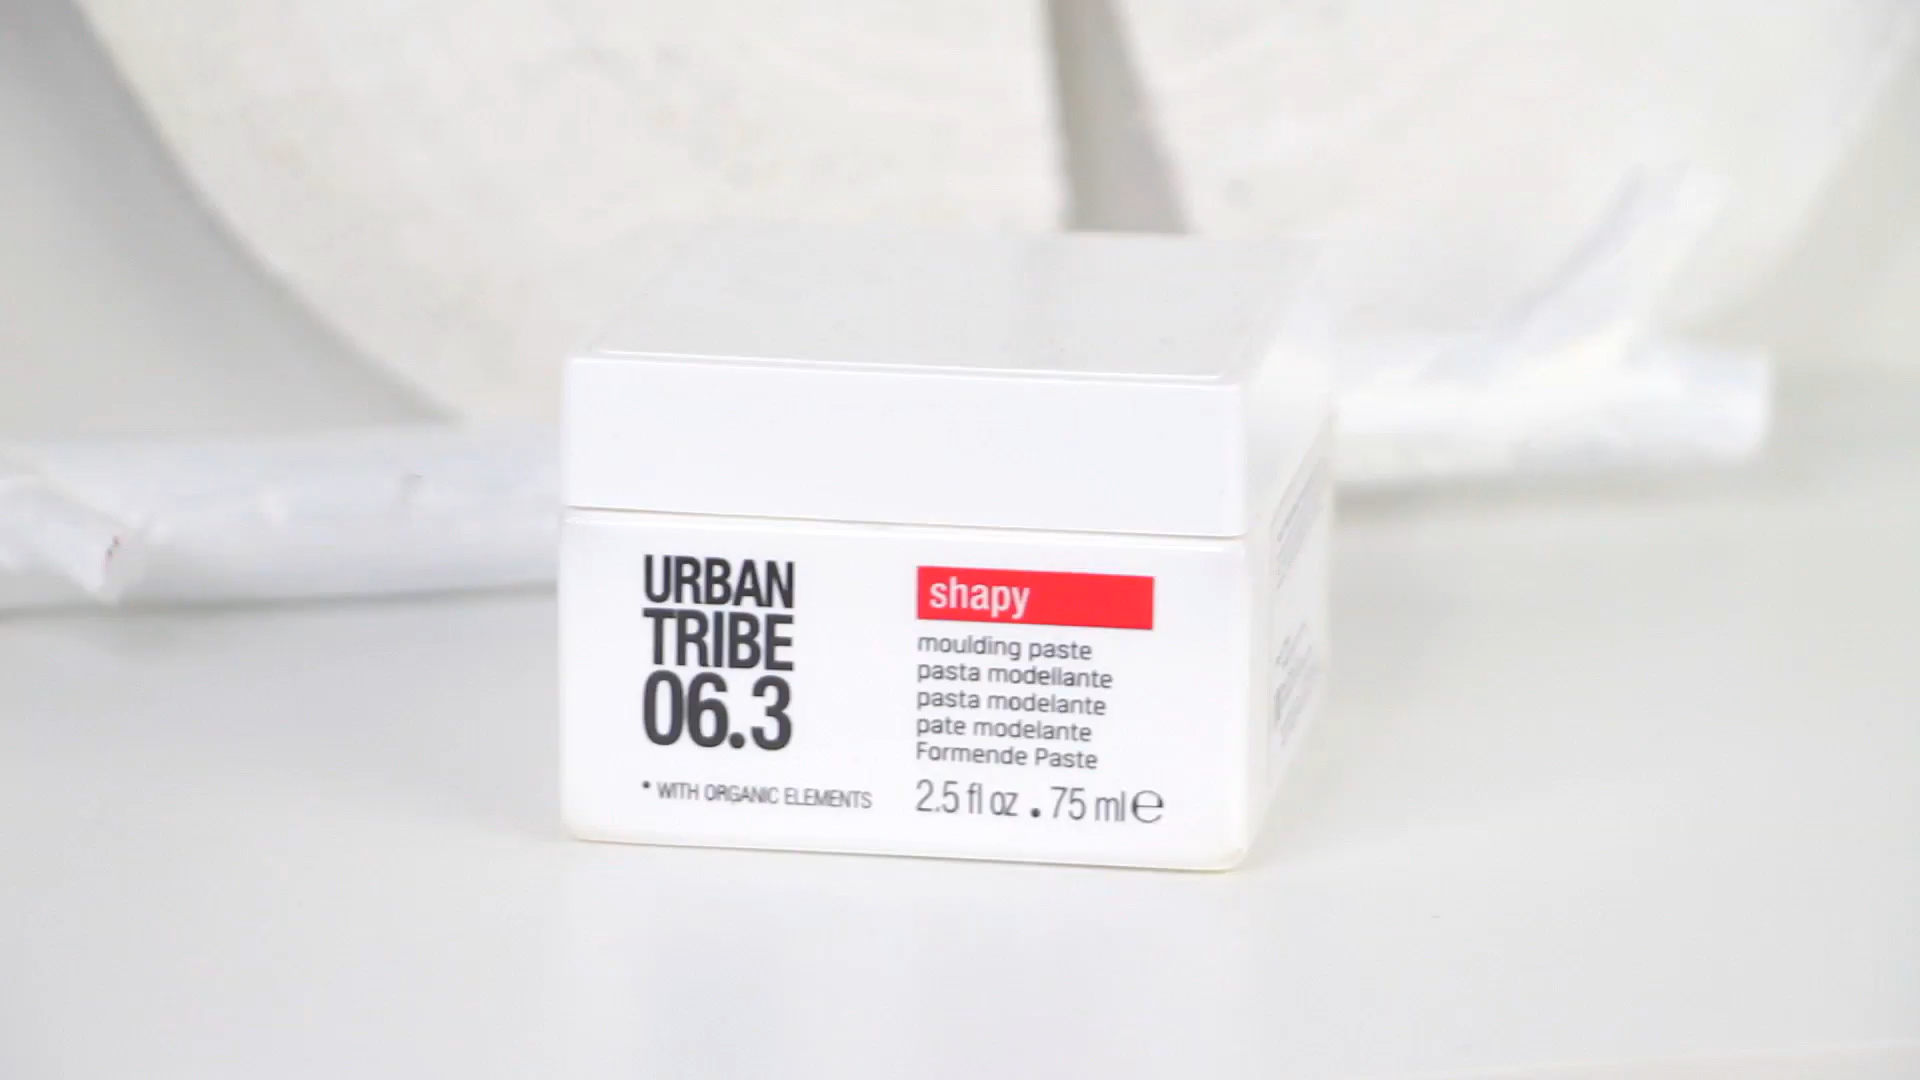 URBAN
TRIBE
06.3
• WITH ORGANIC ELEMENTS
shapy
moulding paste
pasta modellante
pasta modelante
pate modelante
Formende Paste
2.5 fl oz . 75 ml ℮